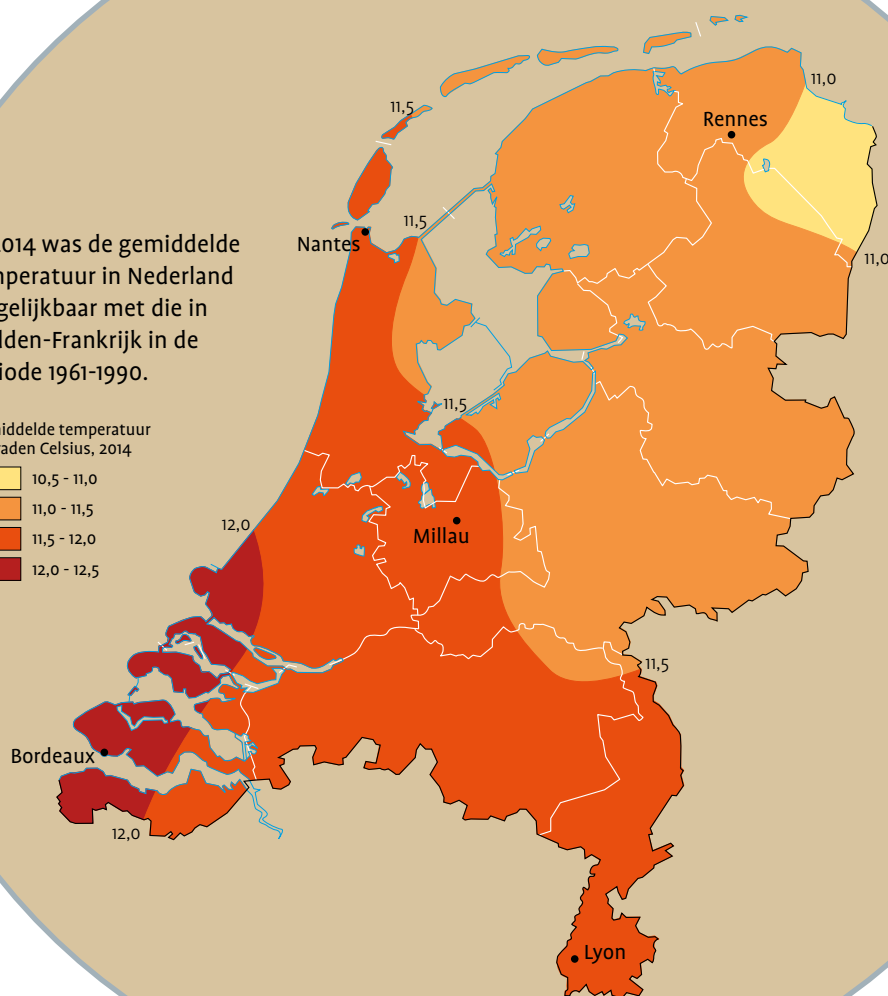 11,0
11,5
Rennes
11,5
Nantes
2014 was de gemiddelde
mperatuur in Nederland
gelijkbaar met die in
dden-Frankrijk in de
iode 1961-1990.
11,0
11,5
iddelde temperatuur
raden Celsius, 2014
10,5 - 11,0
11,0 - 11,5
11,5 - 12,0
12,0 - 12,5
12,0
Millau
11,5
Bordeaux
12,0
Lyon